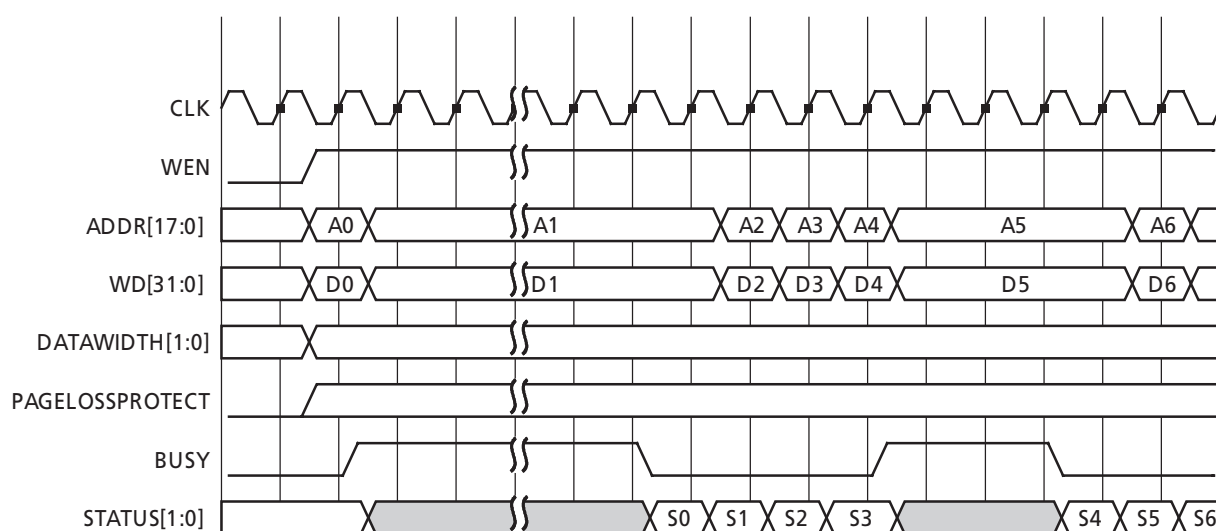 CLK
WEN
ADDR[17:0] A0 A1 A2 A3 A4 A5 A6
WD[31:0] D0 D1 D2 D3 D4 D5 D6
DATAWIDTH[1:0]
PAGELOSSPROTECT
BUSY
STATUS[1:0] S0 S1 S2 S3 S4 S5 S6